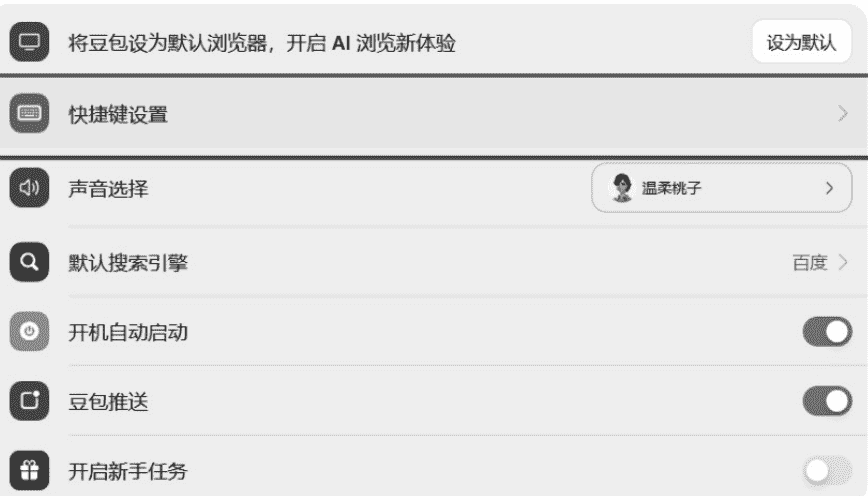 将豆包设为默认浏览器，开启 AI 浏览新体验 设为默认
快捷键设置
声音选择 温柔桃子
默认搜索引擎 百度
开机自动启动
豆包推送
开启新手任务